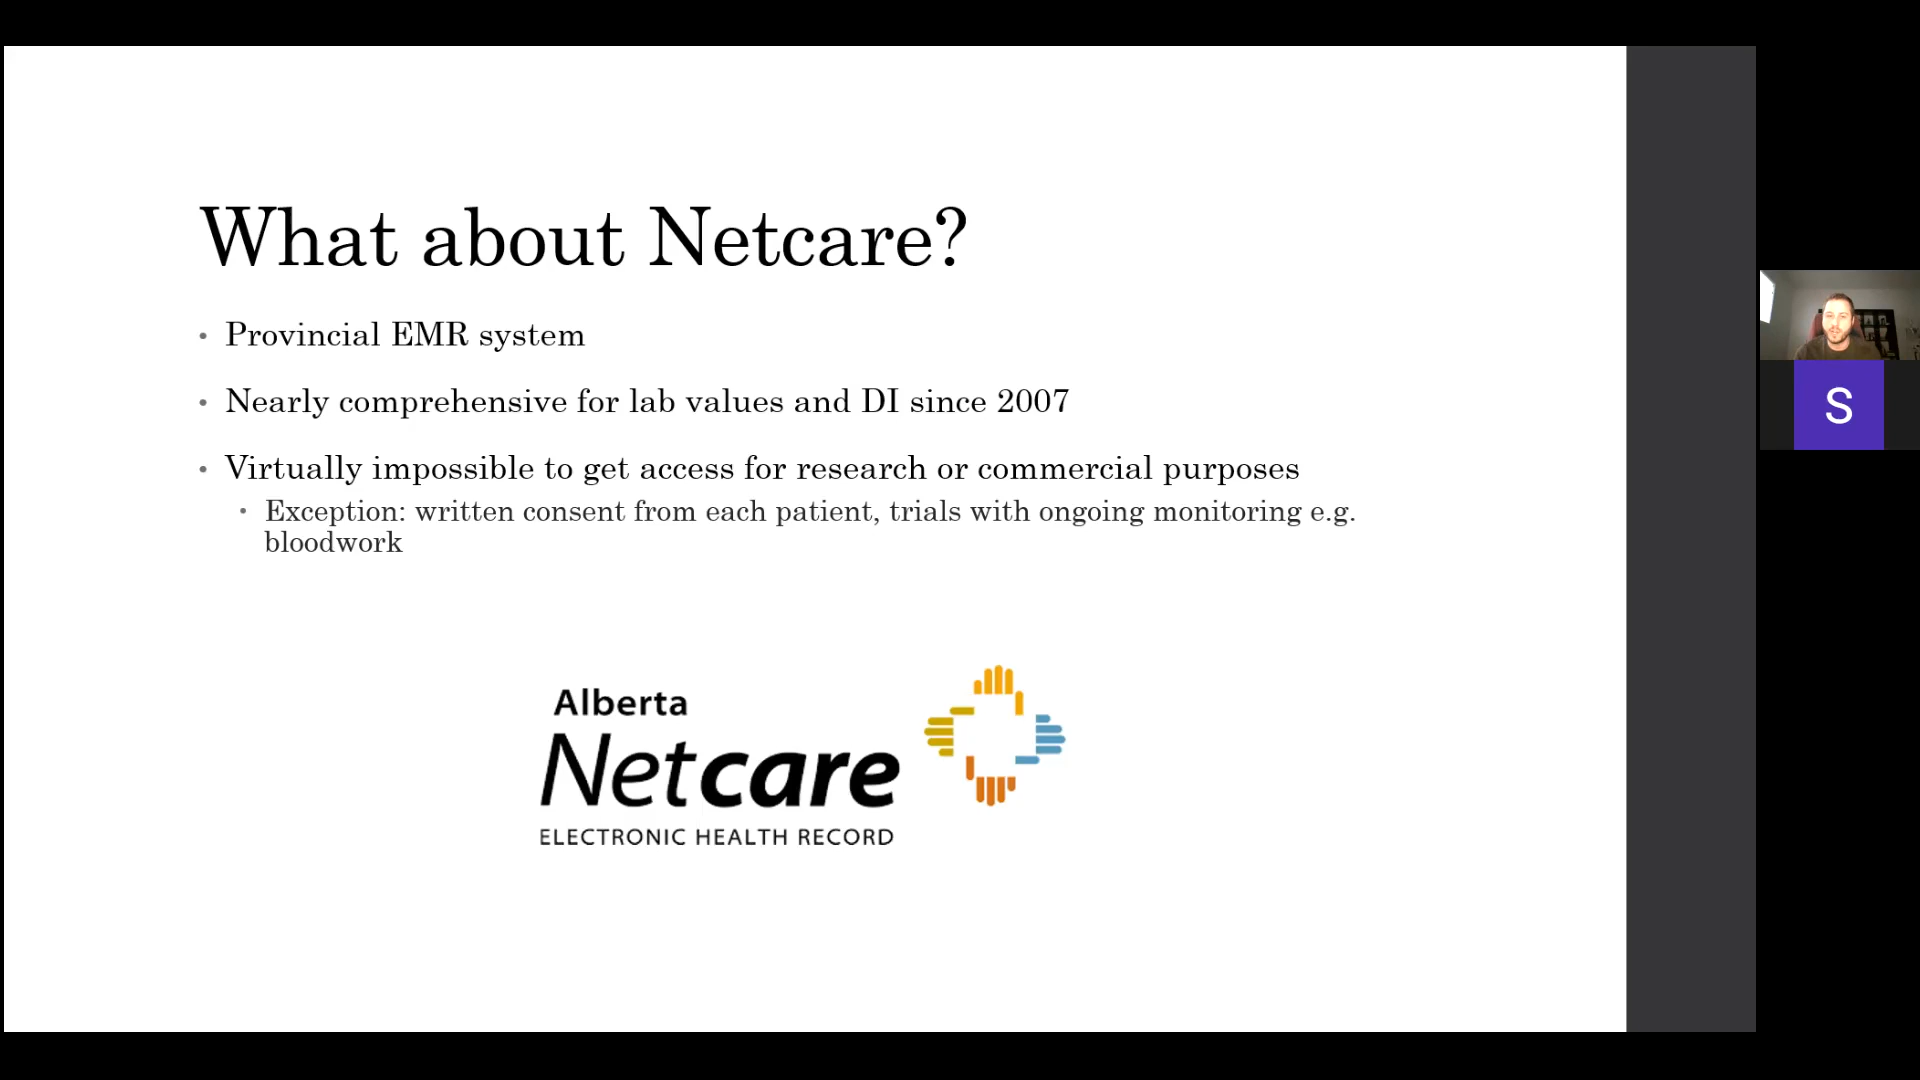 What about Netcare?
• Provincial EMR system
• Nearly comprehensive for lab values and DI since 2007
• Virtually impossible to get access for research or commercial purposes
• Exception: written consent from each patient, trials with ongoing monitoring e.g.
bloodwork
Alberta
Netcare
ELECTRONIC HEALTH RECORD
S